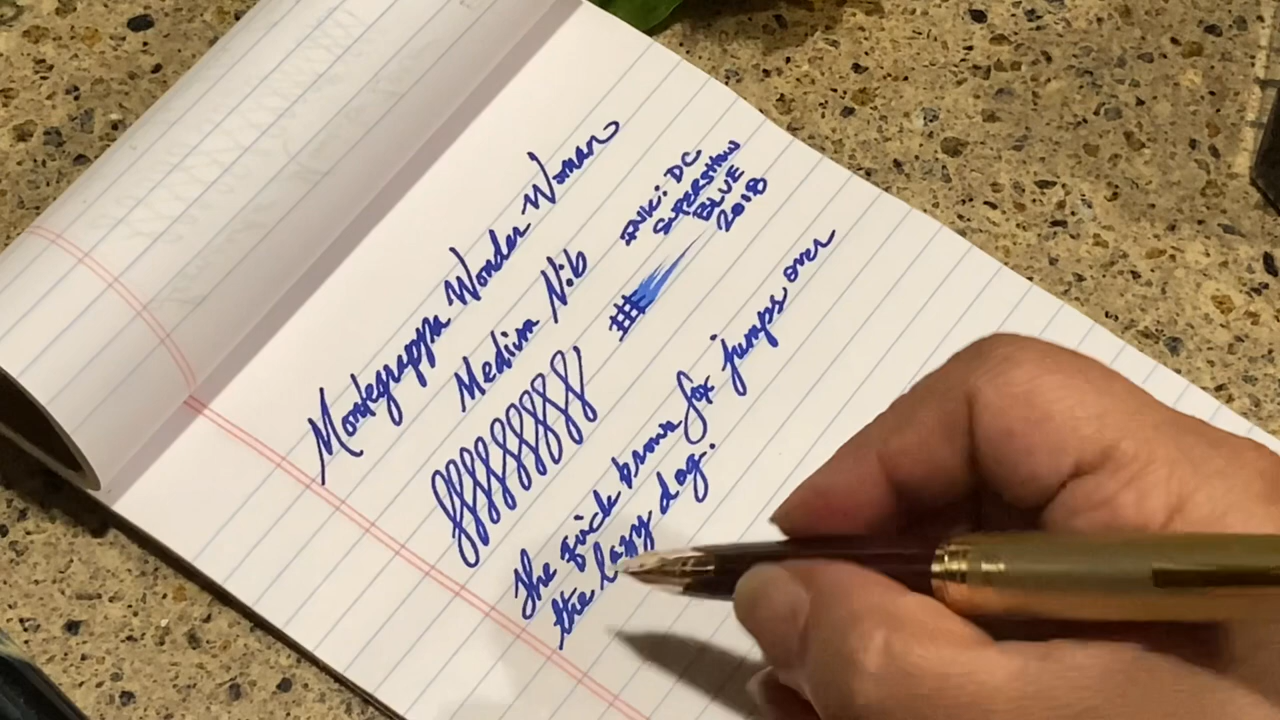 Montegrappa Wonder Woman
Medium Nib
INK: DC
SUPERSHOW
BLUE
2018
The quick brown fox jumps over
the lazy dog.